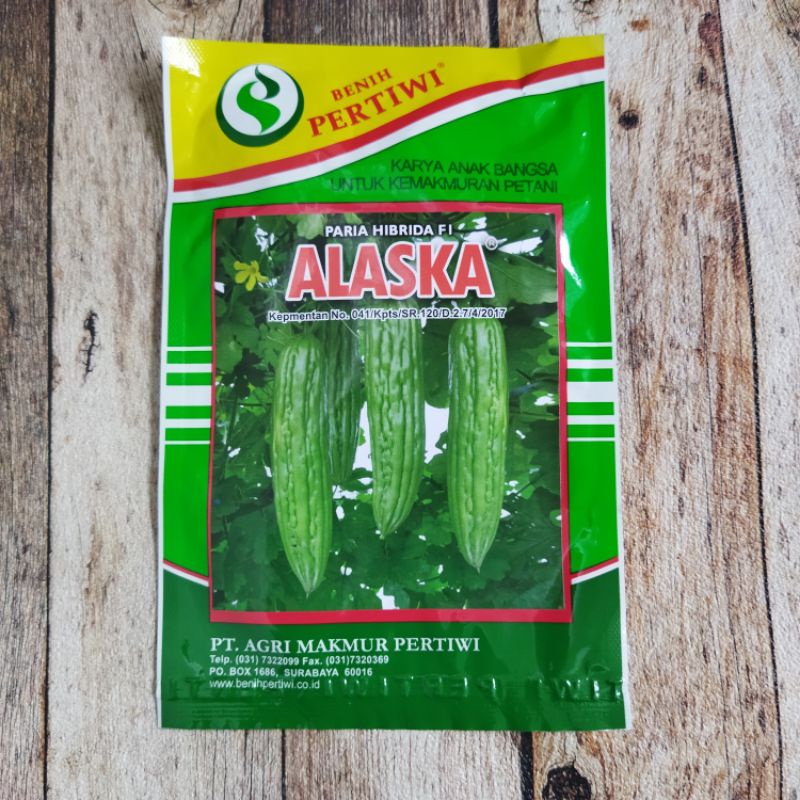 BENIH
PERTIWI®
KARYA ANAK BANGSA
UNTUK KEMAKMURAN PETANI
PARIA HIBRIDA F1
ALASKA®
Kepmentan No. 041/Kpts/SR.120/D.2.7/4/2017
PT. AGRI MAKMUR PERTIWI
Telp. (031) 7322099 Fax. (031)7320369
PO. BOX 1686, SURABAYA 60016
www.benihpertiwi.co.id